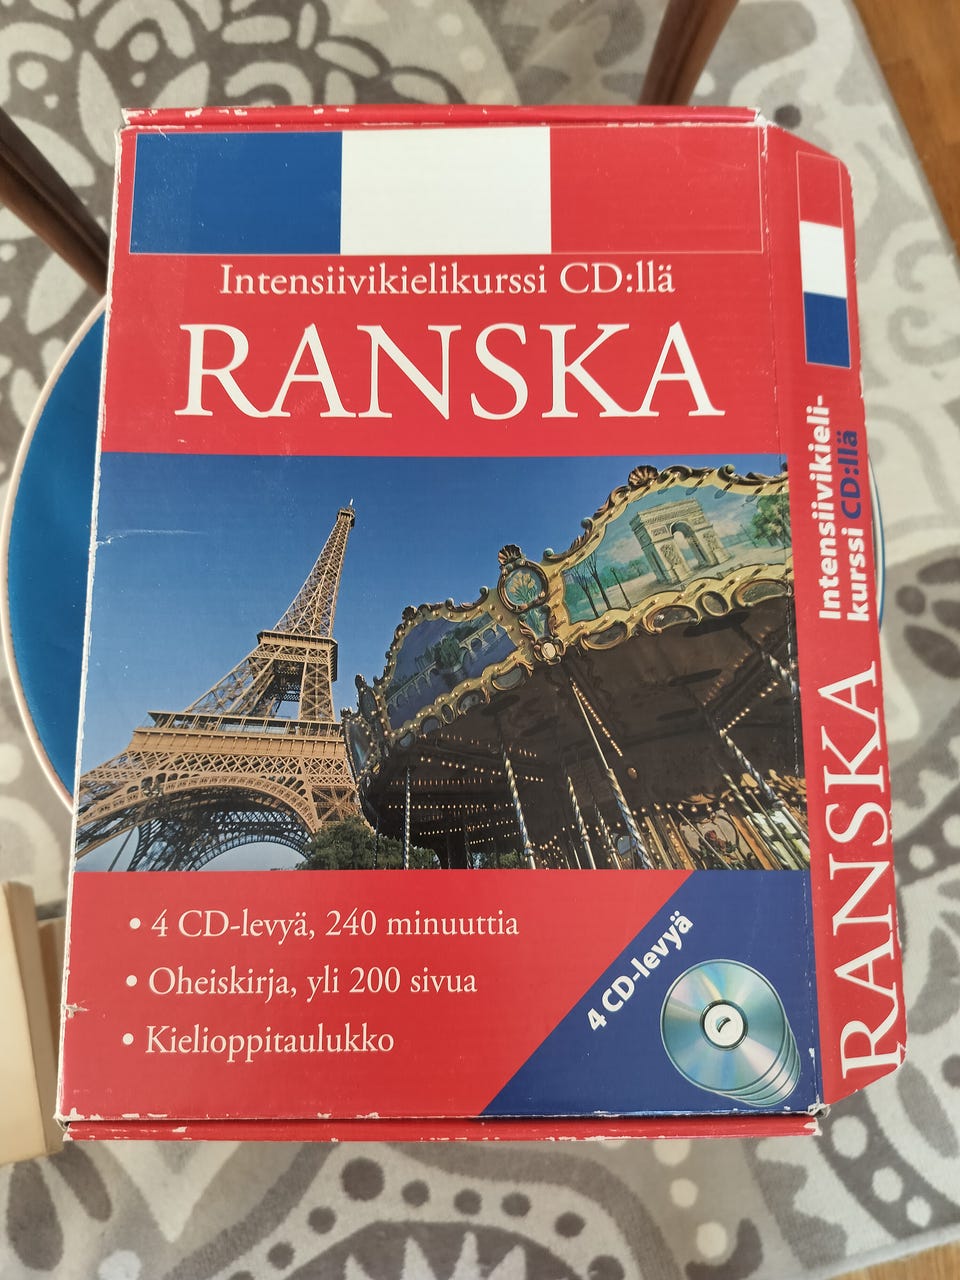 Intensiivikielikurssi CD:llä
RANSKA
• 4 CD-levyä, 240 minuuttia
• Oheiskirja, yli 200 sivua
• Kielioppitaulukko
4 CD-levyä
Intensiivikieli-
kurssi CD:llä
RANSKA